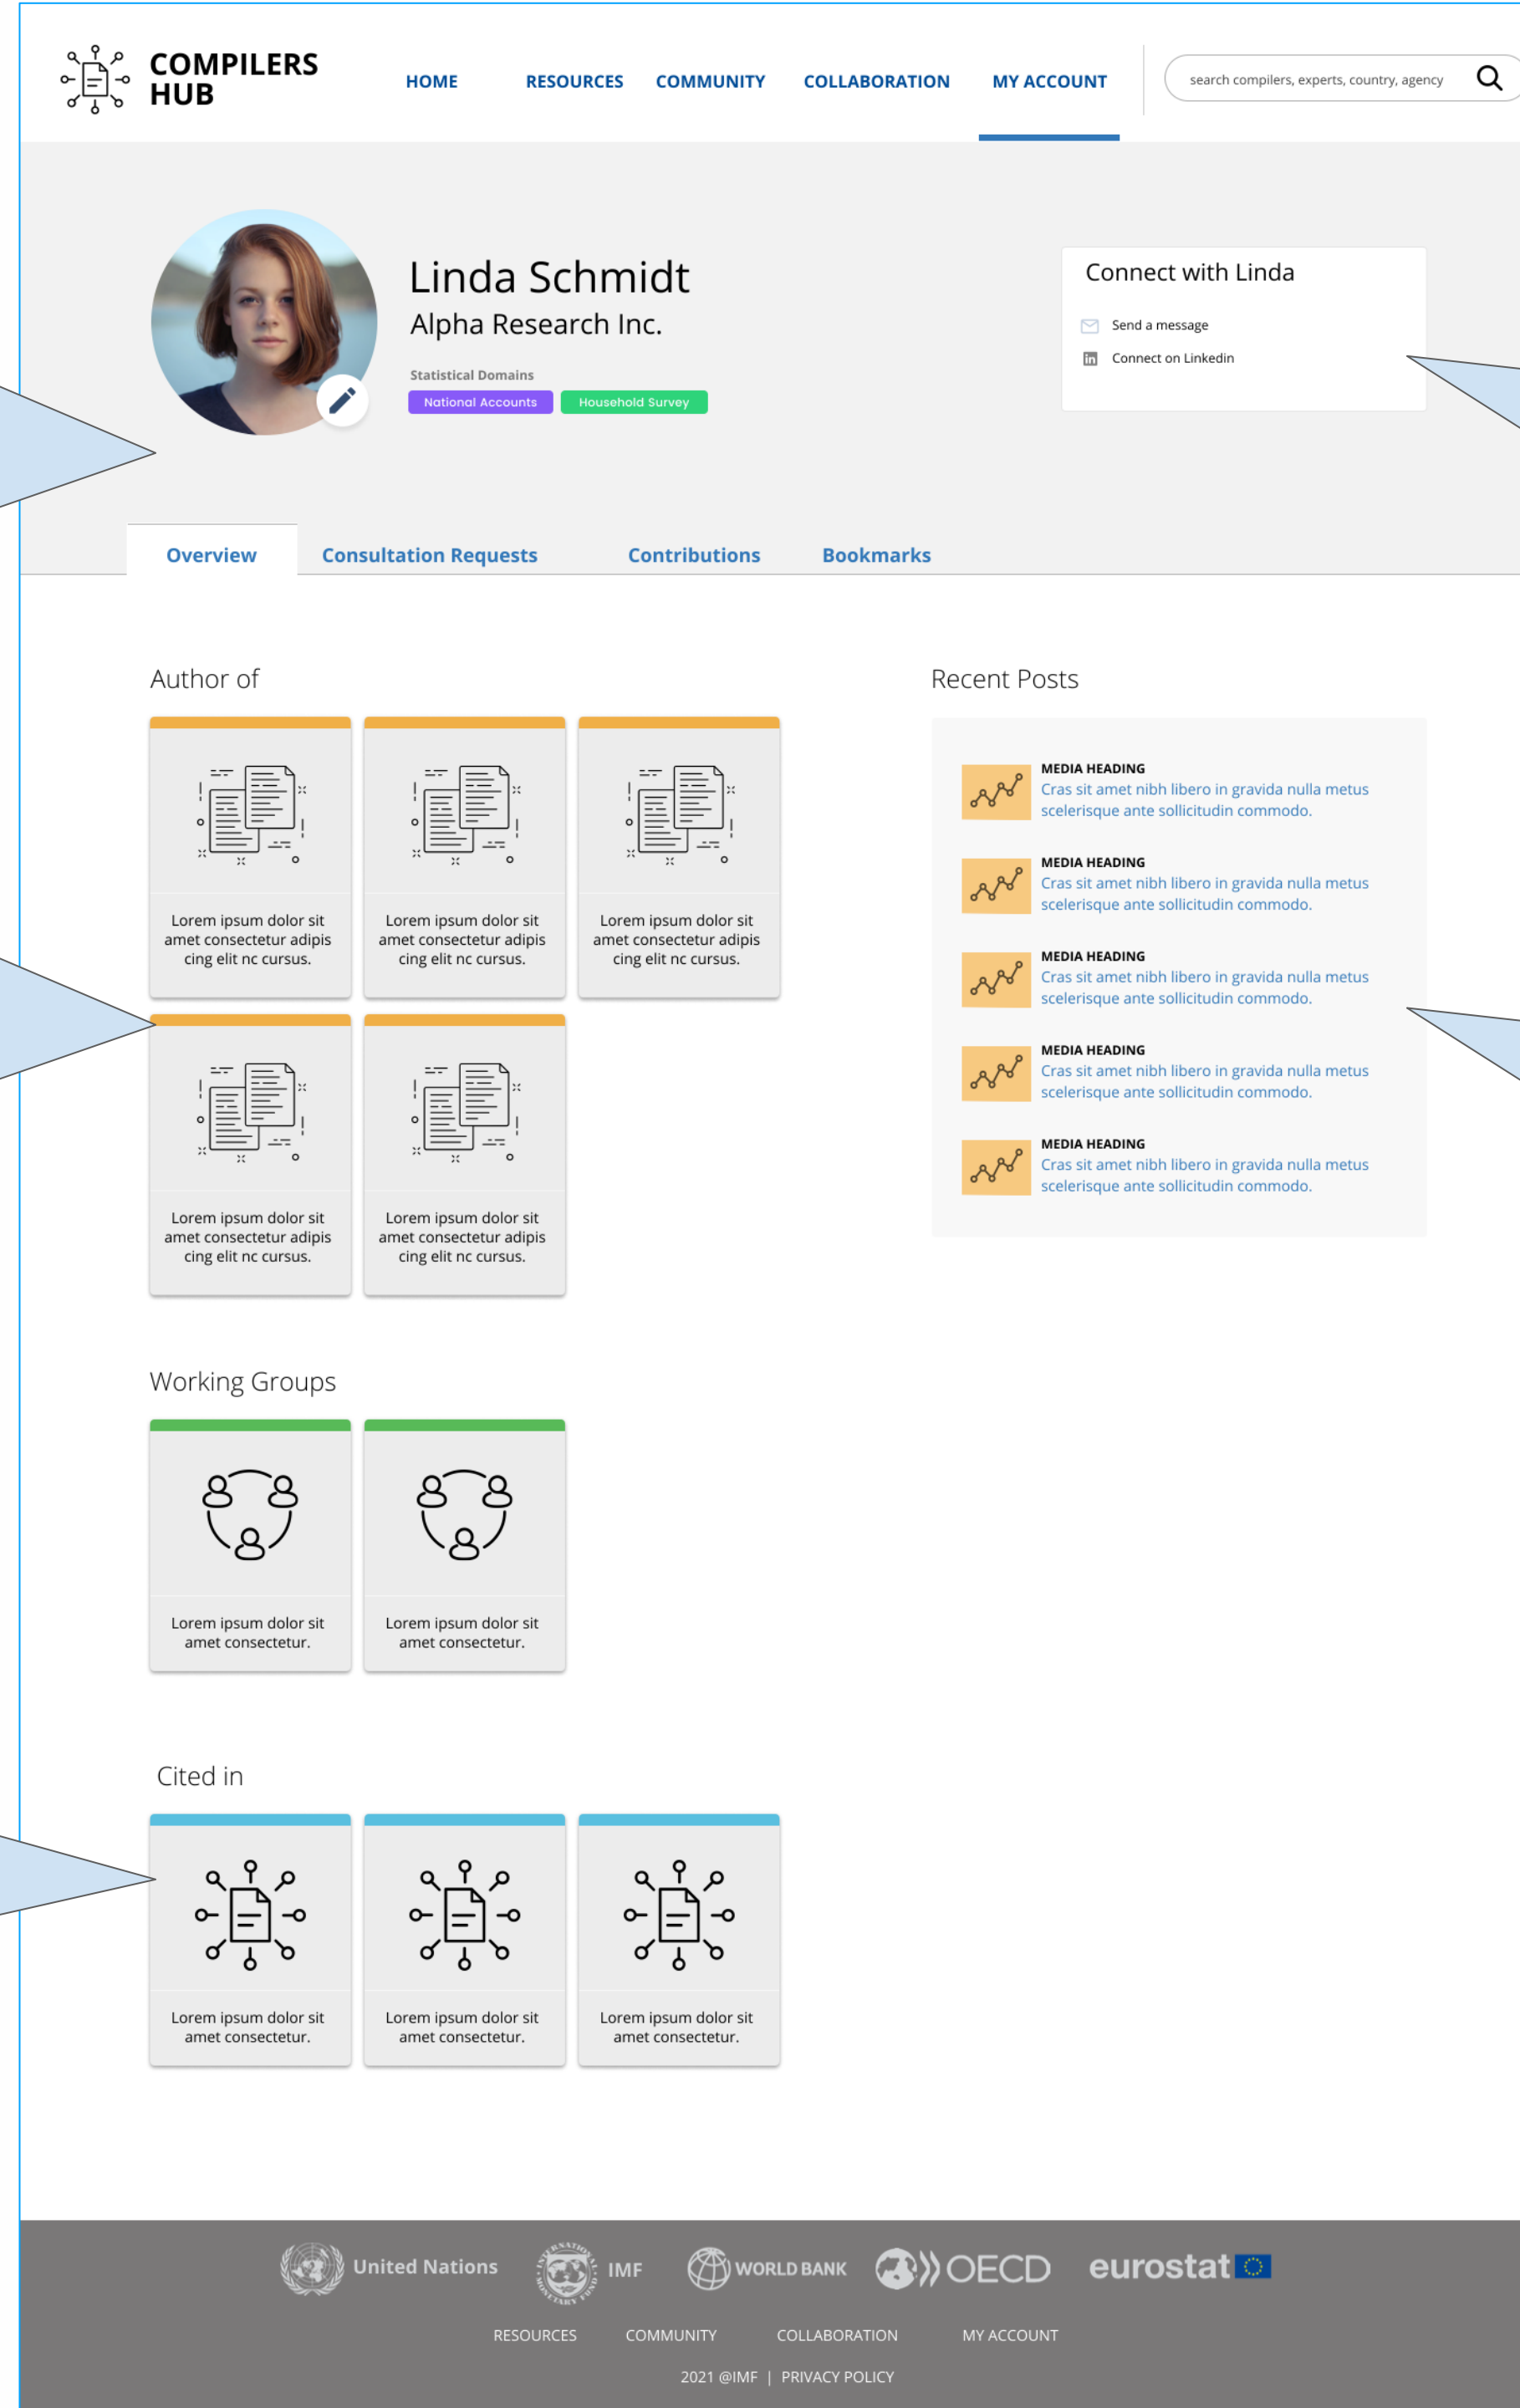 COMPILERS
HUB
HOME RESOURCES COMMUNITY COLLABORATION MY ACCOUNT
search compilers, experts, country, agency
Linda Schmidt
Alpha Research Inc.
Statistical Domains
National Accounts Household Survey
Connect with Linda
Send a message
in Connect on Linkedin
Overview Consultation Requests Contributions Bookmarks
Author of
Lorem ipsum dolor sit
amet consectetur adipis
cing elit nc cursus.
Lorem ipsum dolor sit
amet consectetur adipis
cing elit nc cursus.
Lorem ipsum dolor sit
amet consectetur adipis
cing elit nc cursus.
Lorem ipsum dolor sit
amet consectetur adipis
cing elit nc cursus.
Lorem ipsum dolor sit
amet consectetur adipis
cing elit nc cursus.
Recent Posts
MEDIA HEADING
Cras sit amet nibh libero in gravida nulla metus
scelerisque ante sollicitudin commodo.
MEDIA HEADING
Cras sit amet nibh libero in gravida nulla metus
scelerisque ante sollicitudin commodo.
MEDIA HEADING
Cras sit amet nibh libero in gravida nulla metus
scelerisque ante sollicitudin commodo.
MEDIA HEADING
Cras sit amet nibh libero in gravida nulla metus
scelerisque ante sollicitudin commodo.
MEDIA HEADING
Cras sit amet nibh libero in gravida nulla metus
scelerisque ante sollicitudin commodo.
Working Groups
Lorem ipsum dolor sit
amet consectetur.
Lorem ipsum dolor sit
amet consectetur.
Cited in
Lorem ipsum dolor sit
amet consectetur.
Lorem ipsum dolor sit
amet consectetur.
Lorem ipsum dolor sit
amet consectetur.
United Nations
INTERNATIONAL MONETARY FUND
IMF
WORLD BANK
OECD
eurostat
RESOURCES COMMUNITY COLLABORATION MY ACCOUNT
2021 @IMF | PRIVACY POLICY